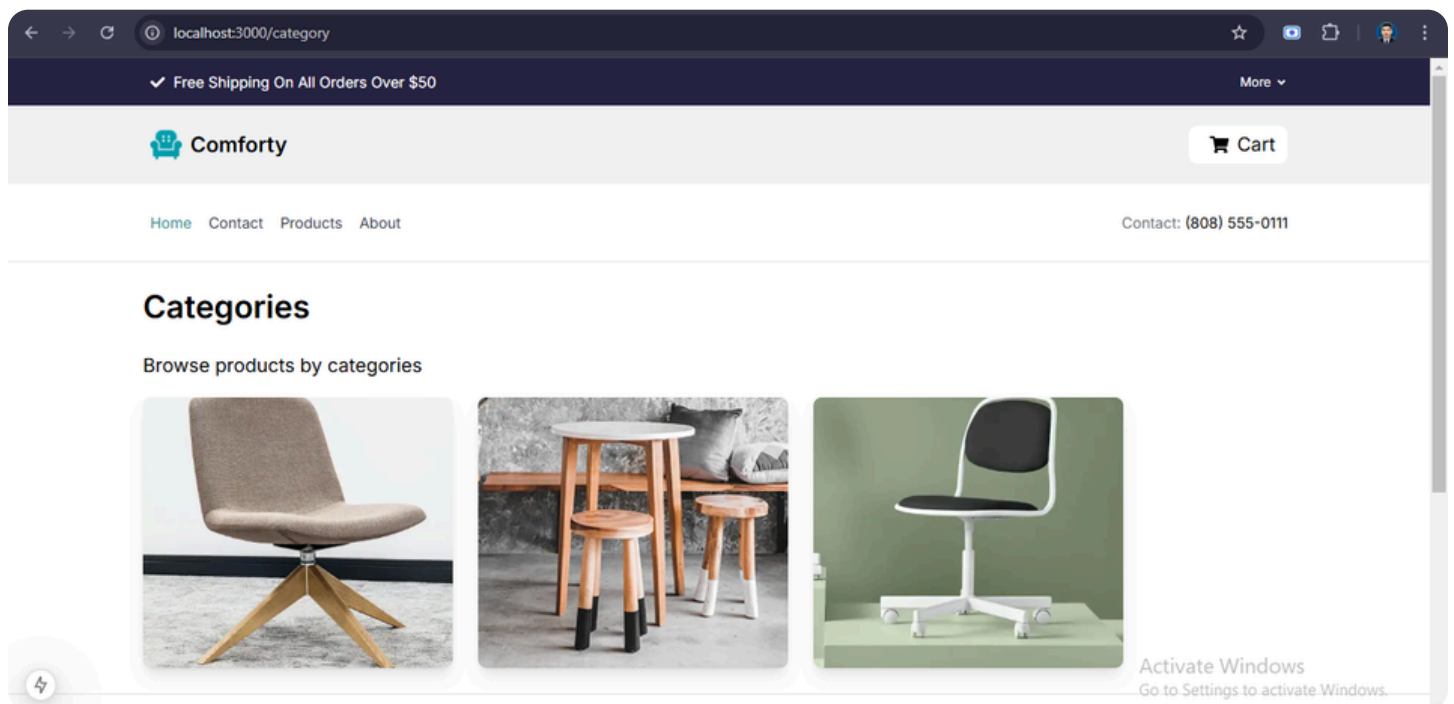 localhost:3000/category
Free Shipping On All Orders Over $50
More
Comforty
Cart
Home Contact Products About
Contact: (808) 555-0111
Categories
Browse products by categories
Activate Windows
Go to Settings to activate Windows.